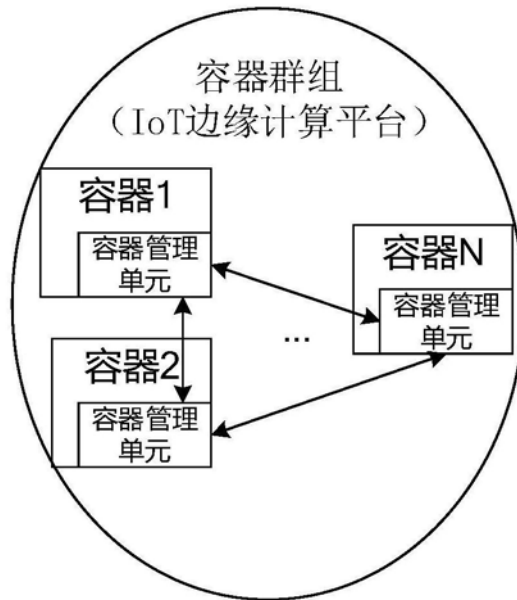 容器群组
（IoT边缘计算平台）
容器1
容器管理
单元
容器N
容器管理
单元
...
容器2
容器管理
单元